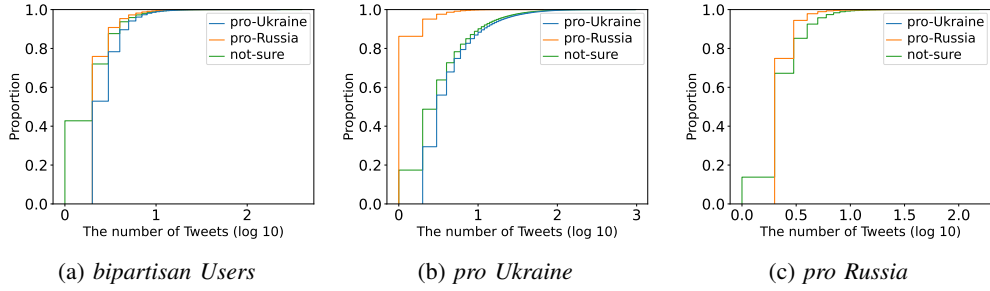 1.0
0.8
0.6
0.4
0.2
0.0
Proportion
0
1
2
The number of Tweets (log 10)
pro-Ukraine
pro-Russia
not-sure
(a) bipartisan Users
1.0
0.8
0.6
0.4
0.2
0.0
Proportion
0
1
2
3
The number of Tweets (log 10)
pro-Ukraine
pro-Russia
not-sure
(b) pro Ukraine
1.0
0.8
0.6
0.4
0.2
0.0
Proportion
0.0
0.5
1.0
1.5
2.0
The number of Tweets (log 10)
pro-Ukraine
pro-Russia
not-sure
(c) pro Russia